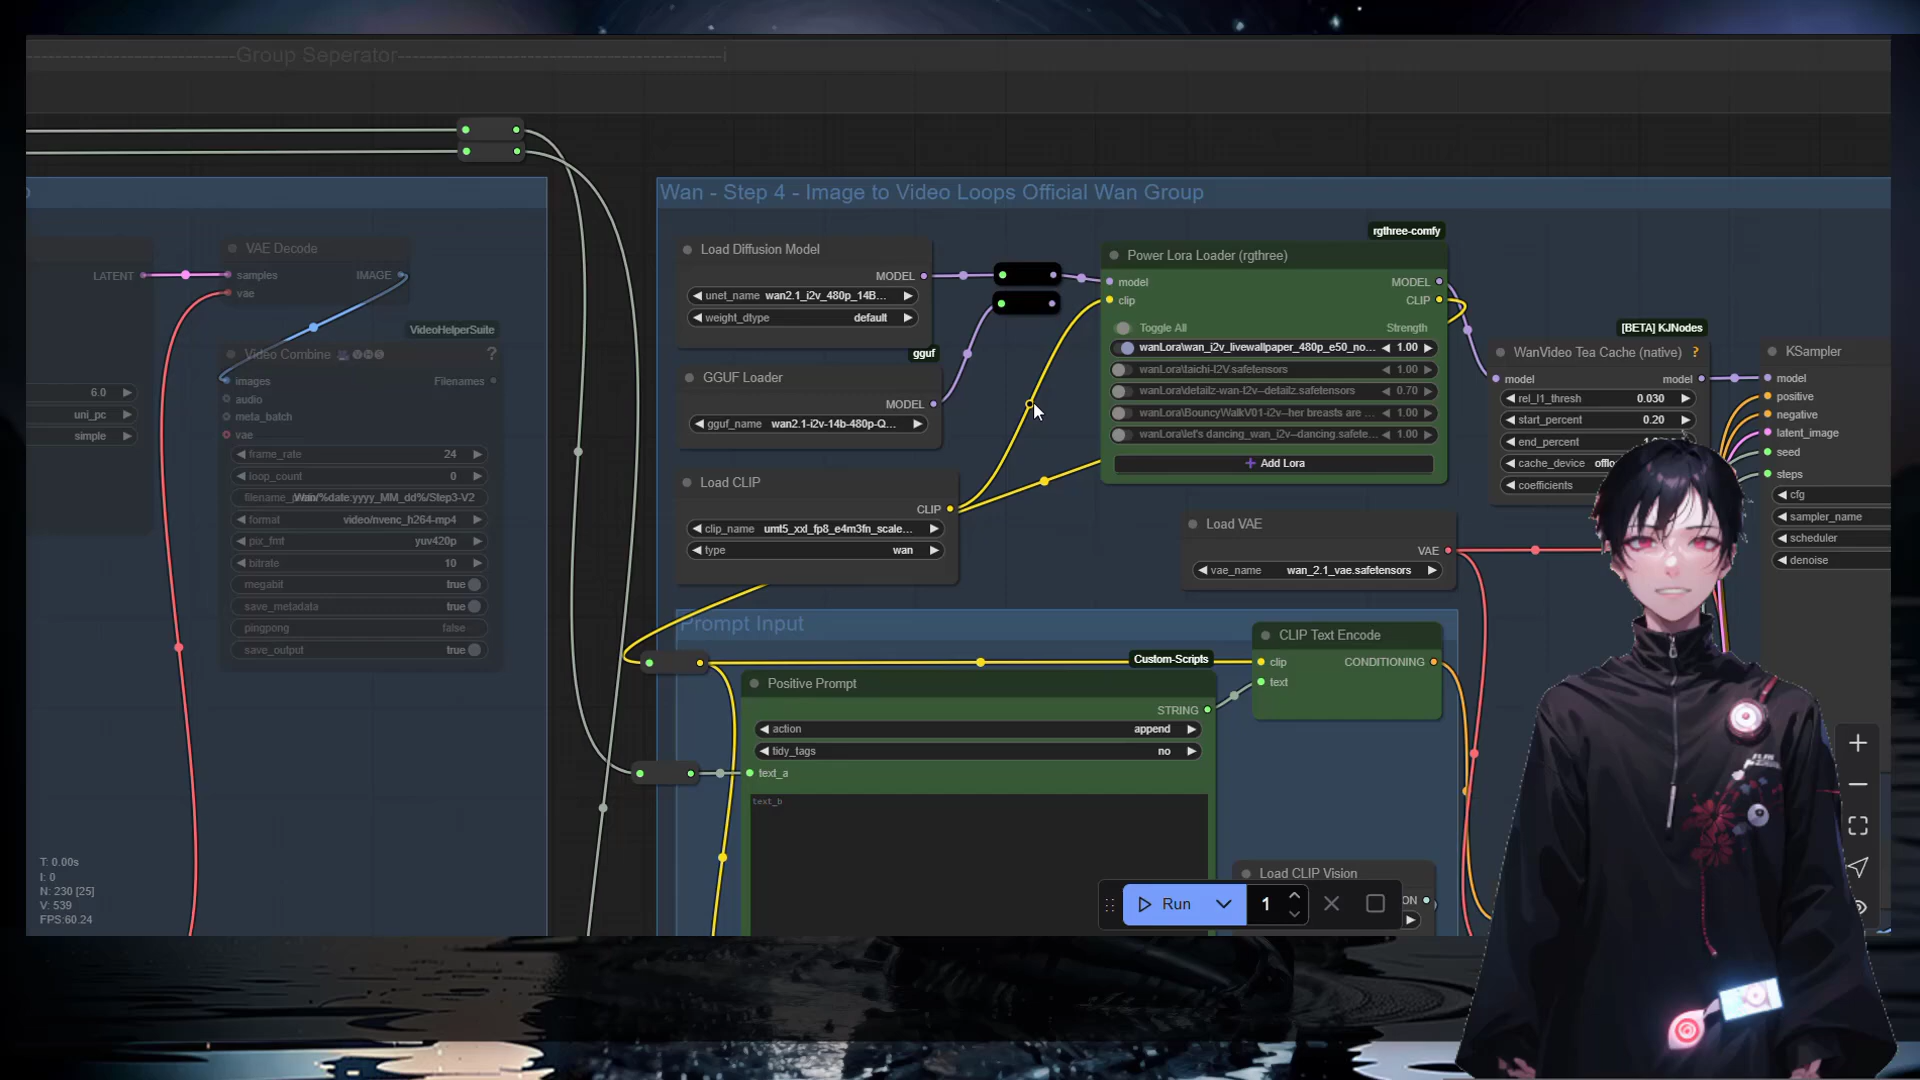 -----------------------Group Seperator------------------------------------i
Wan - Step 4 - Image to Video Loops Official Wan Group
rgthree-comfy
LATENT
VAE Decode
samples
IMAGE
vae
VideoHelperSuite
Video Combine
VHS
?
images
Filenames
audio
meta_batch
vae
6.0
uni_pc
simple
frame_rate
24
loop_count
0
Wan/%date:yyyy_MM_dd%/Step3-V2
format
video/nvenc_h264-mp4
pix_fmt
yuv420p
bitrate
10
megabit
true
save_metadata
true
pingpong
false
save_output
true
Load Diffusion Model
MODEL
unet_name
wan2.1_i2v_480p_14B...
weight_dtype
default
gguf
GGUF Loader
MODEL
gguf_name
wan2.1-i2v-14b-480p-Q...
Load CLIP
CLIP
clip_name
umt5_xxl_fp8_e4m3fn_scale...
type
wan
Power Lora Loader (rgthree)
model
MODEL
clip
CLIP
Toggle All
Strength
wanLora\wan_i2v_livewallpaper_480p_e50_no...
1.00
wanLora\taichi-I2V.safetensors
1.00
wanLora\detailz-wan-I2v--detailz.safetensors
0.70
wanLora\BouncyWalkV01-i2v--her breasts are ...
1.00
wanLora\let's dancing_wan_i2v--dancing.safete...
1.00
+ Add Lora
[BETA] KJNodes
WanVideo Tea Cache (native)
?
model
model
rel_l1_thresh
0.030
start_percent
0.20
end_percent
cache_device
coefficients
KSampler
model
positive
negative
latent_image
seed
steps
cfg
sampler_name
scheduler
denoise
Load VAE
VAE
vae_name
wan_2.1_vae.safetensors
Prompt Input
Custom-Scripts
CLIP Text Encode
clip
CONDITIONING
text
Positive Prompt
STRING
action
append
tidy_tags
no
text_a
text_b
Load CLIP Vision
ON
Run
1
T: 0.00s
I: 0
N: 230 [25]
V: 539
FPS:60.24